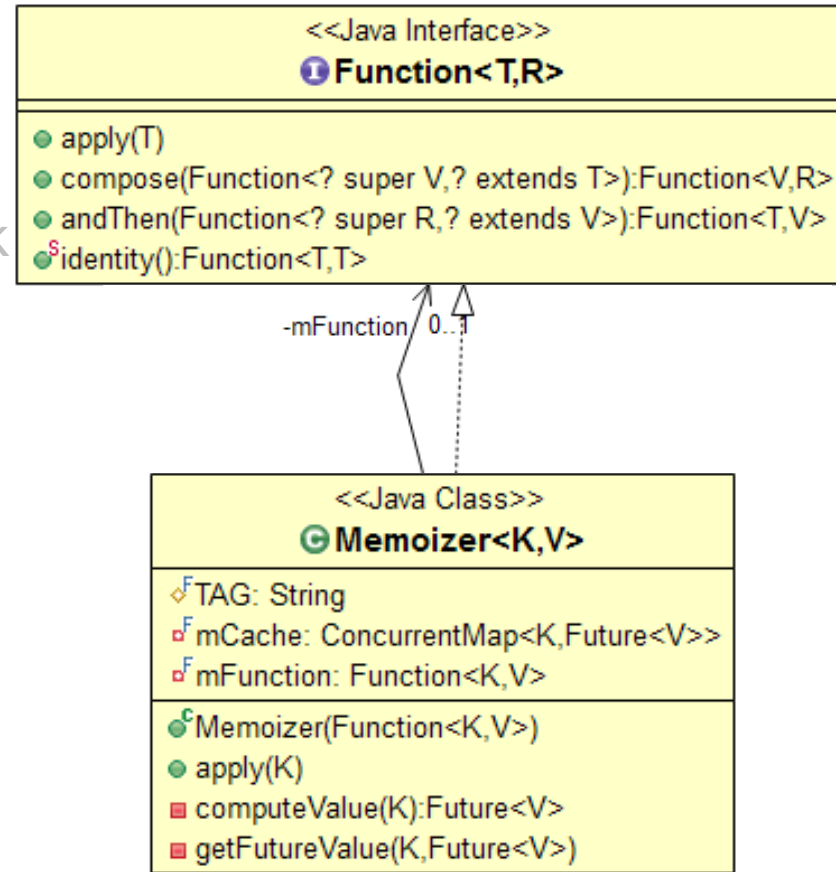 <<Java Interface>>
I Function<T,R>
apply(T)
compose(Function<? super V,? extends T>):Function<V,R>
andThen(Function<? super R,? extends V>):Function<T,V>
k
S identity():Function<T,T>
-mFunction 0..1
<<Java Class>>
C Memoizer<K,V>
F TAG: String
F mCache: ConcurrentMap<K,Future<V>>
F mFunction: Function<K,V>
C Memoizer(Function<K,V>)
apply(K)
computeValue(K):Future<V>
getFutureValue(K,Future<V>)